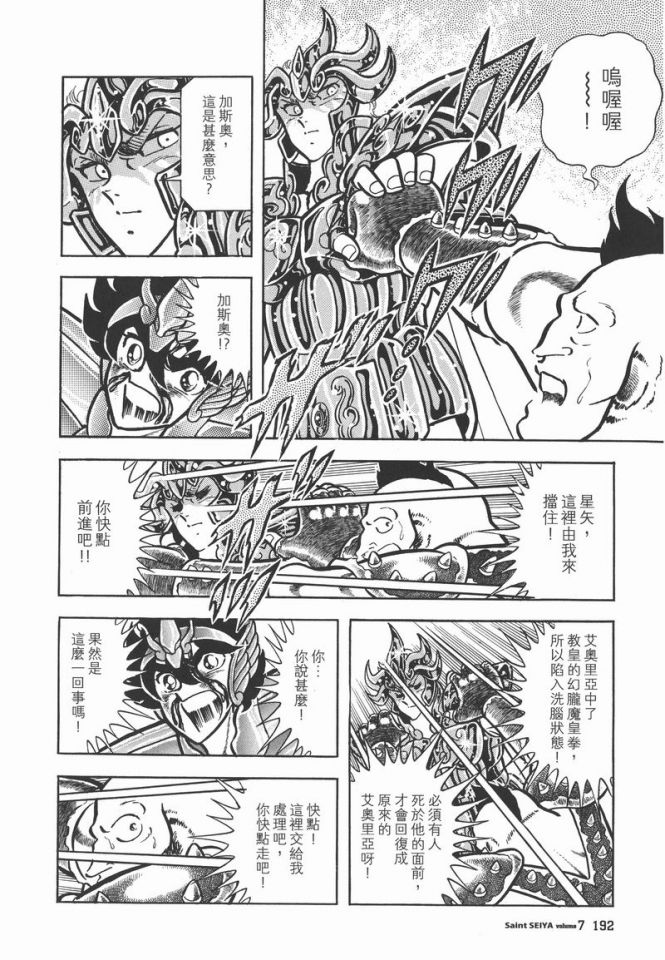 嗚喔喔
~~!
加斯奧，
這是甚麼意思?
加斯奧!?
星矢，
這裡由我來
擋住!
你快點
前進吧!!
艾奧里亞中了
教皇的幻朧魔皇拳，
所以陷入洗腦狀態!
必須有人
死於他的面前，
才會回復成
原來的
艾奧里亞呀!
你…
你說甚麼!
果然是
這麼一回事嗎!
快點!
這裡交給我
處理吧，
你快點走吧!
Saint SEIYA volume 7 192